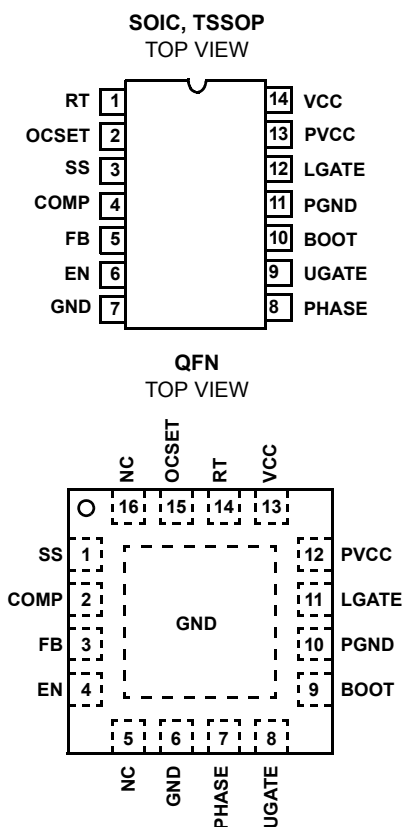 SOIC, TSSOP
TOP VIEW
RT 1 14 VCC
OCSET 2 13 PVCC
SS 3 12 LGATE
COMP 4 11 PGND
FB 5 10 BOOT
EN 6 9 UGATE
GND 7 8 PHASE
QFN
TOP VIEW
NC OCSET RT VCC
16 15 14 13
SS 1 12 PVCC
COMP 2 11 LGATE
GND
FB 3 10 PGND
EN 4 9 BOOT
5 6 7 8
NC GND PHASE UGATE